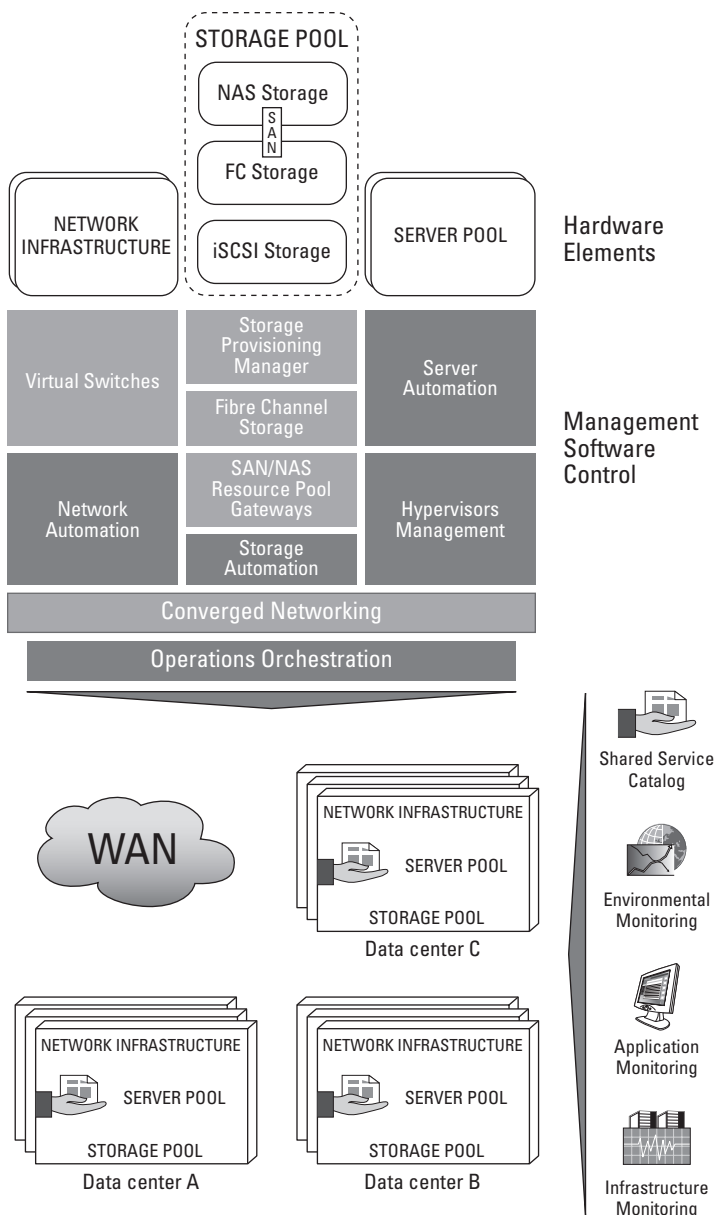 STORAGE POOL
NAS Storage
S
A
N
FC Storage
iSCSI Storage
NETWORK
INFRASTRUCTURE
SERVER POOL
Hardware
Elements
Virtual Switches
Storage
Provisioning
Manager
Fibre Channel
Storage
Server
Automation
Management
Software
Control
Network
Automation
SAN/NAS
Resource Pool
Gateways
Storage
Automation
Hypervisors
Management
Converged Networking
Operations Orchestration
Shared Service
Catalog
WAN
NETWORK INFRASTRUCTURE
SERVER POOL
STORAGE POOL
Data center C
Environmental
Monitoring
Application
Monitoring
NETWORK INFRASTRUCTURE
SERVER POOL
STORAGE POOL
Data center A
NETWORK INFRASTRUCTURE
SERVER POOL
STORAGE POOL
Data center B
Infrastructure
Monitoring